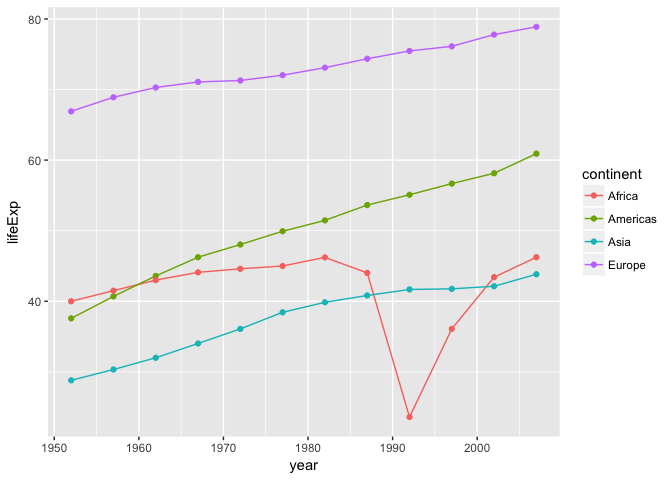 80
60
40
lifeExp
1950
1960
1970
1980
1990
2000
year
continent
Africa
Americas
Asia
Europe